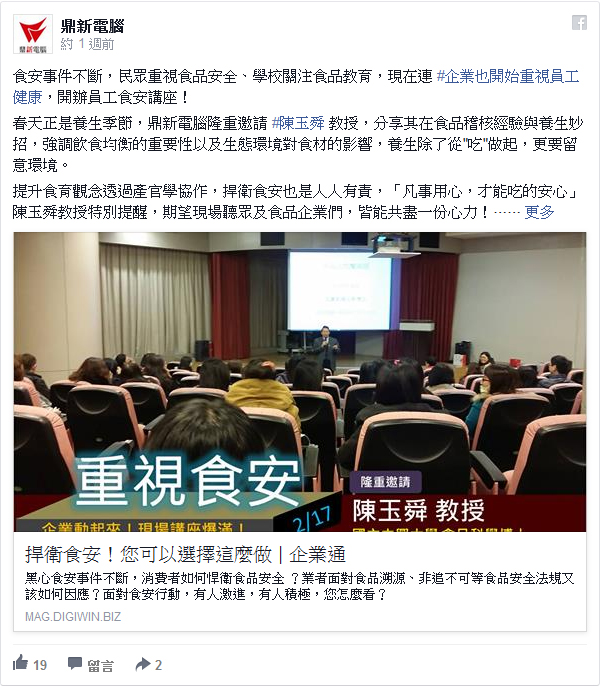 鼎新電腦
約 1 週前
食安事件不斷，民眾重視食品安全、學校關注食品教育，現在連 #企業也開始重視員工
健康，開辦員工食安講座！
春天正是養生季節，鼎新電腦隆重邀請 #陳玉舜 教授，分享其在食品稽核經驗與養生妙
招，強調飲食均衡的重要性以及生態環境對食材的影響，養生除了從"吃"做起，更要留
意環境。
提升食育觀念透過產官學協作，捍衛食安也是人人有責，「凡事用心，才能吃的安心」
陳玉舜教授特別提醒，期望現場聽眾及食品企業們，皆能共盡一份心力！…… 更多
重視食安
企業動起來！現場講座爆滿！
2/17
隆重邀請
陳玉舜 教授
捍衛食安！您可以選擇這麼做 | 企業通
黑心食安事件不斷，消費者如何悍衛食品安全 ？業者面對食品溯源、非追不可等食品安全法規又
該如何因應？面對食安行動，有人激進，有人積極，您怎麼看？
MAG.DIGIWIN.BIZ
19 留言 2